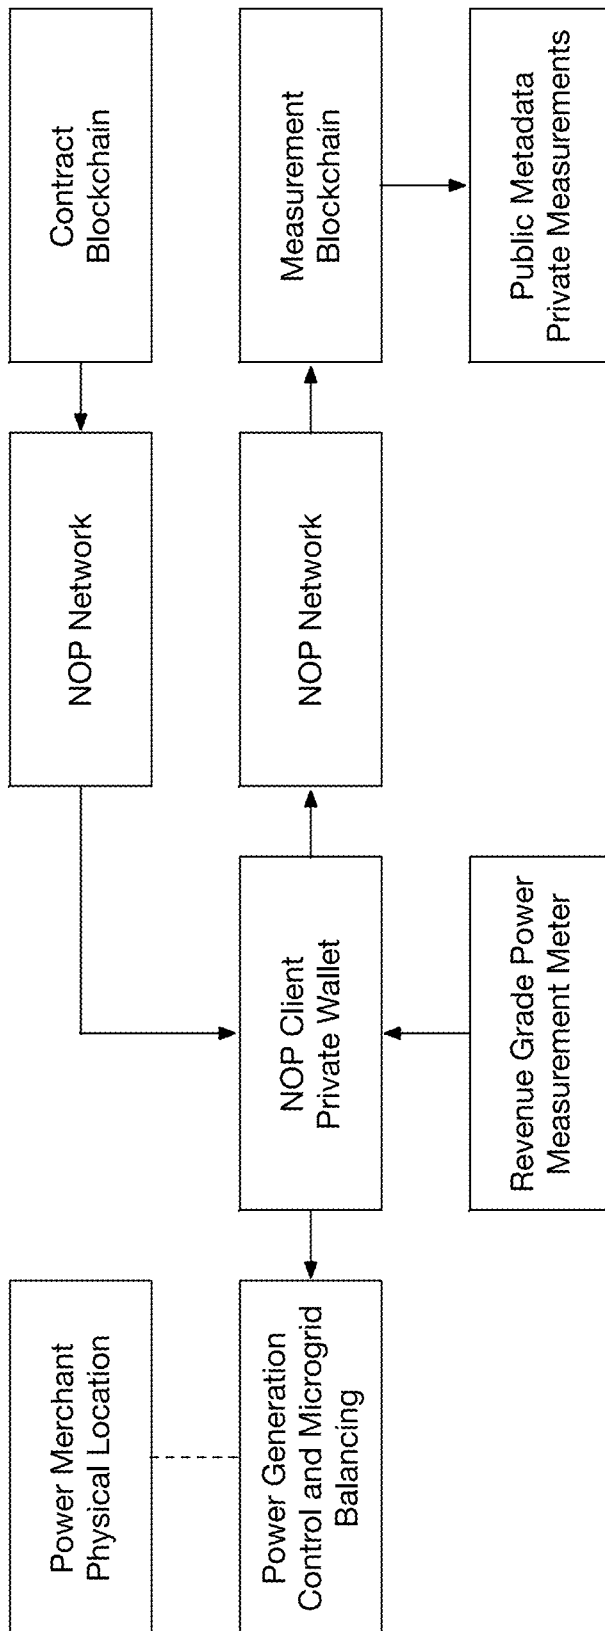 Power Merchant
Physical Location
NOP Network
Contract
Blockchain
Power Generation
Control and Microgrid
Balancing
NOP Client
Private Wallet
NOP Network
Measurement
Blockchain
Revenue Grade Power
Measurement Meter
Public Metadata
Private Measurements